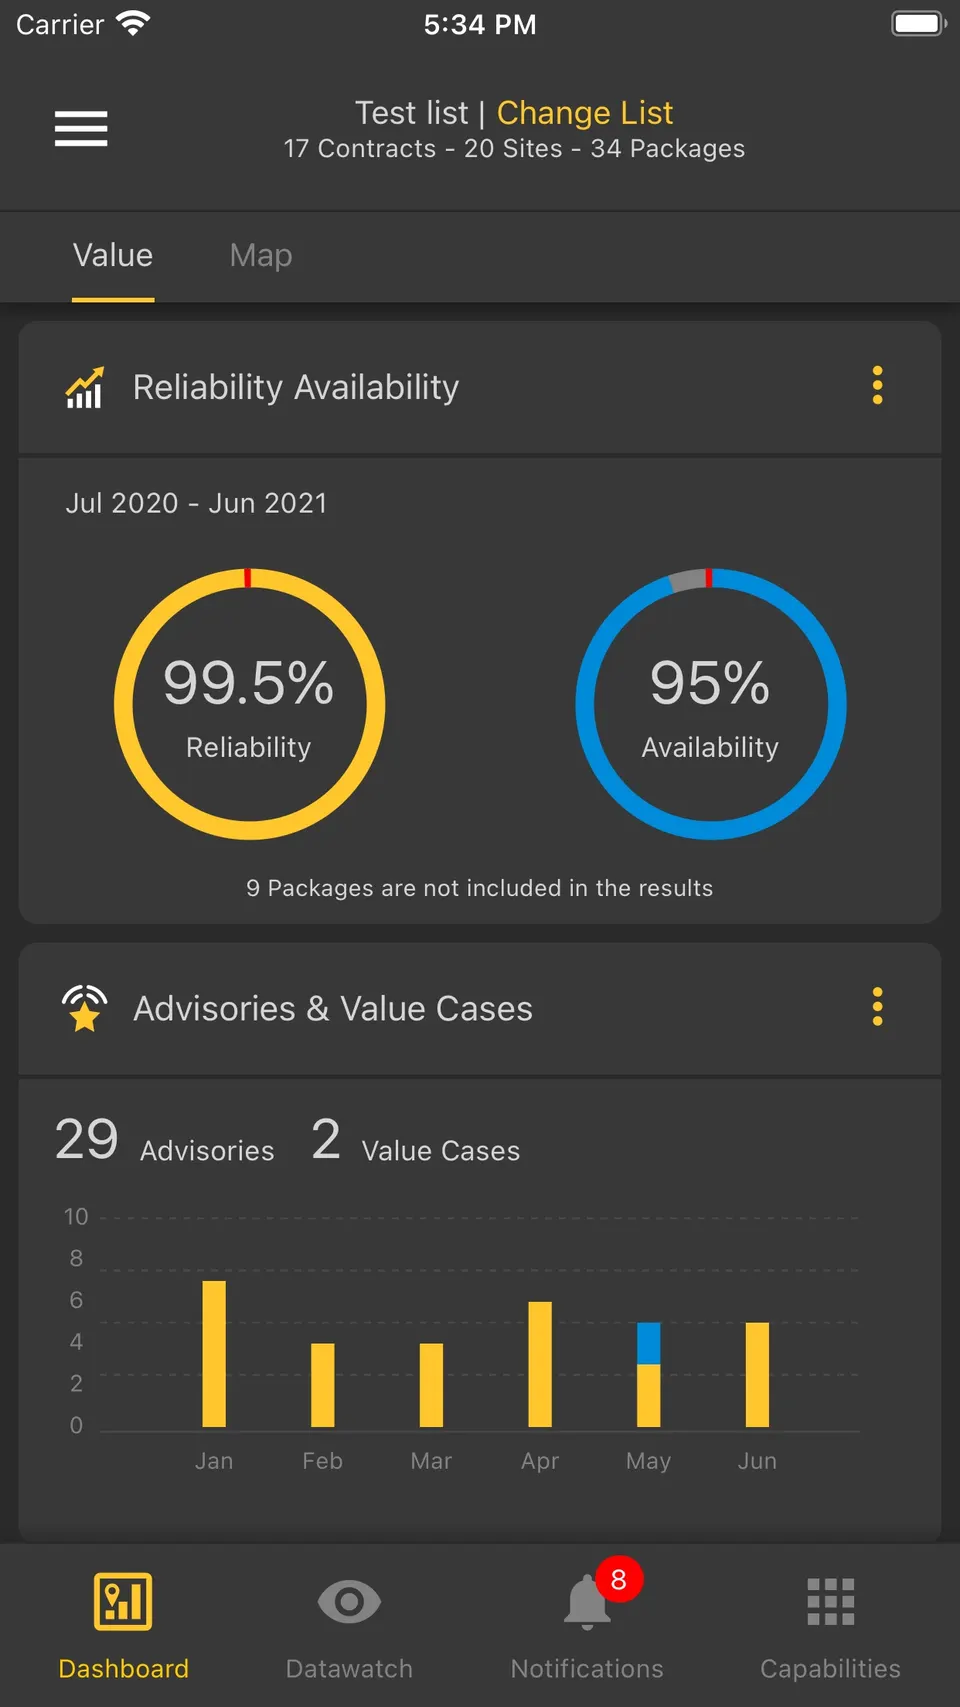 Carrier 5:34 PM
Test list | Change List
17 Contracts - 20 Sites - 34 Packages
Value Map
Reliability Availability
Jul 2020 - Jun 2021
99.5% 95%
Reliability Availability
9 Packages are not included in the results
Advisories & Value Cases
29 Advisories 2 Value Cases
10
8
6
4
2
0
Jan Feb Mar Apr May Jun
8
Dashboard Datawatch Notifications Capabilities